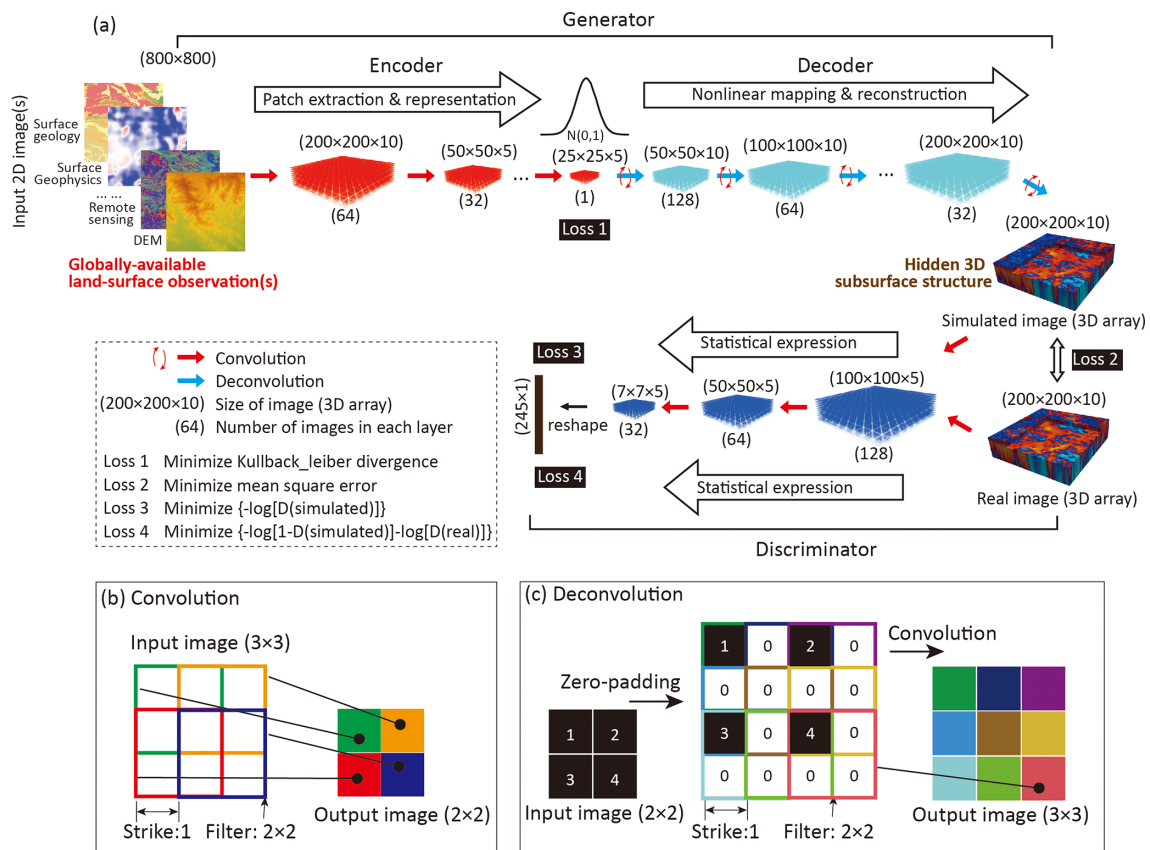 (a)
Generator
(800×800)
Input 2D image(s)
Surface
geology
Surface
Geophysics
... ...
Remote
sensing
DEM
Globally-available
land-surface observation(s)
Encoder
Patch extraction & representation
(200×200×10)
(64)
(50×50×5)
(32)
...
N(0,1)
(25×25×5)
(1)
Loss 1
Decoder
Nonlinear mapping & reconstruction
(50×50×10)
(128)
(100×100×10)
(64)
...
(200×200×10)
(32)
(200×200×10)
Hidden 3D
subsurface structure
Simulated image (3D array)
Loss 2
(200×200×10)
Real image (3D array)
Statistical expression
Loss 3
(245×1)
reshape
(7×7×5)
(32)
(50×50×5)
(64)
(100×100×5)
(128)
Loss 4
Statistical expression
Discriminator
Convolution
Deconvolution
(200×200×10) Size of image (3D array)
(64) Number of images in each layer
Loss 1 Minimize Kullback_leiber divergence
Loss 2 Minimize mean square error
Loss 3 Minimize {-log[D(simulated)]}
Loss 4 Minimize {-log[1-D(simulated)]-log[D(real)]}
(b) Convolution
Input image (3×3)
Output image (2×2)
Strike:1 Filter: 2×2
(c) Deconvolution
Zero-padding
1 2
3 4
Input image (2×2)
1 0 2 0
0 0 0 0
3 0 4 0
0 0 0 0
Strike:1 Filter: 2×2
Convolution
Output image (3×3)